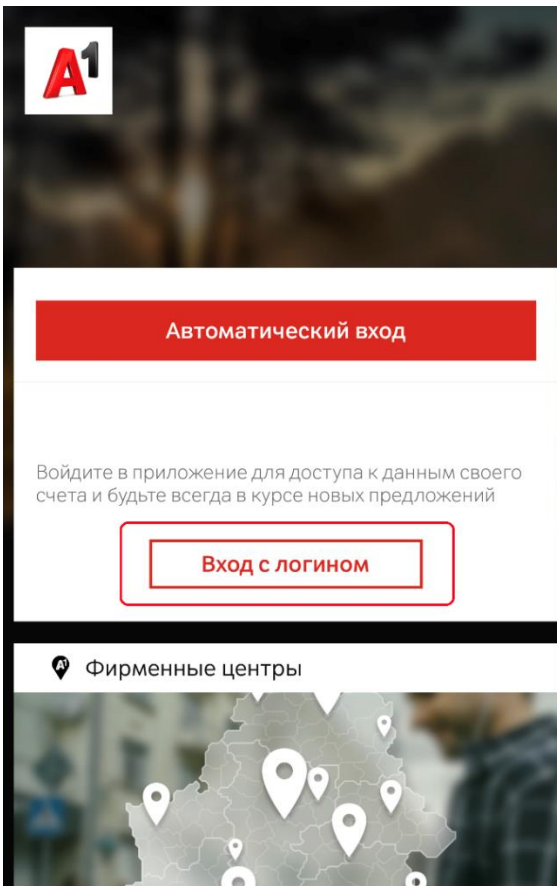 A1
Автоматический вход
Войдите в приложение для доступа к данным своего
счета и будьте всегда в курсе новых предложений
Вход с логином
A1
Фирменные центры